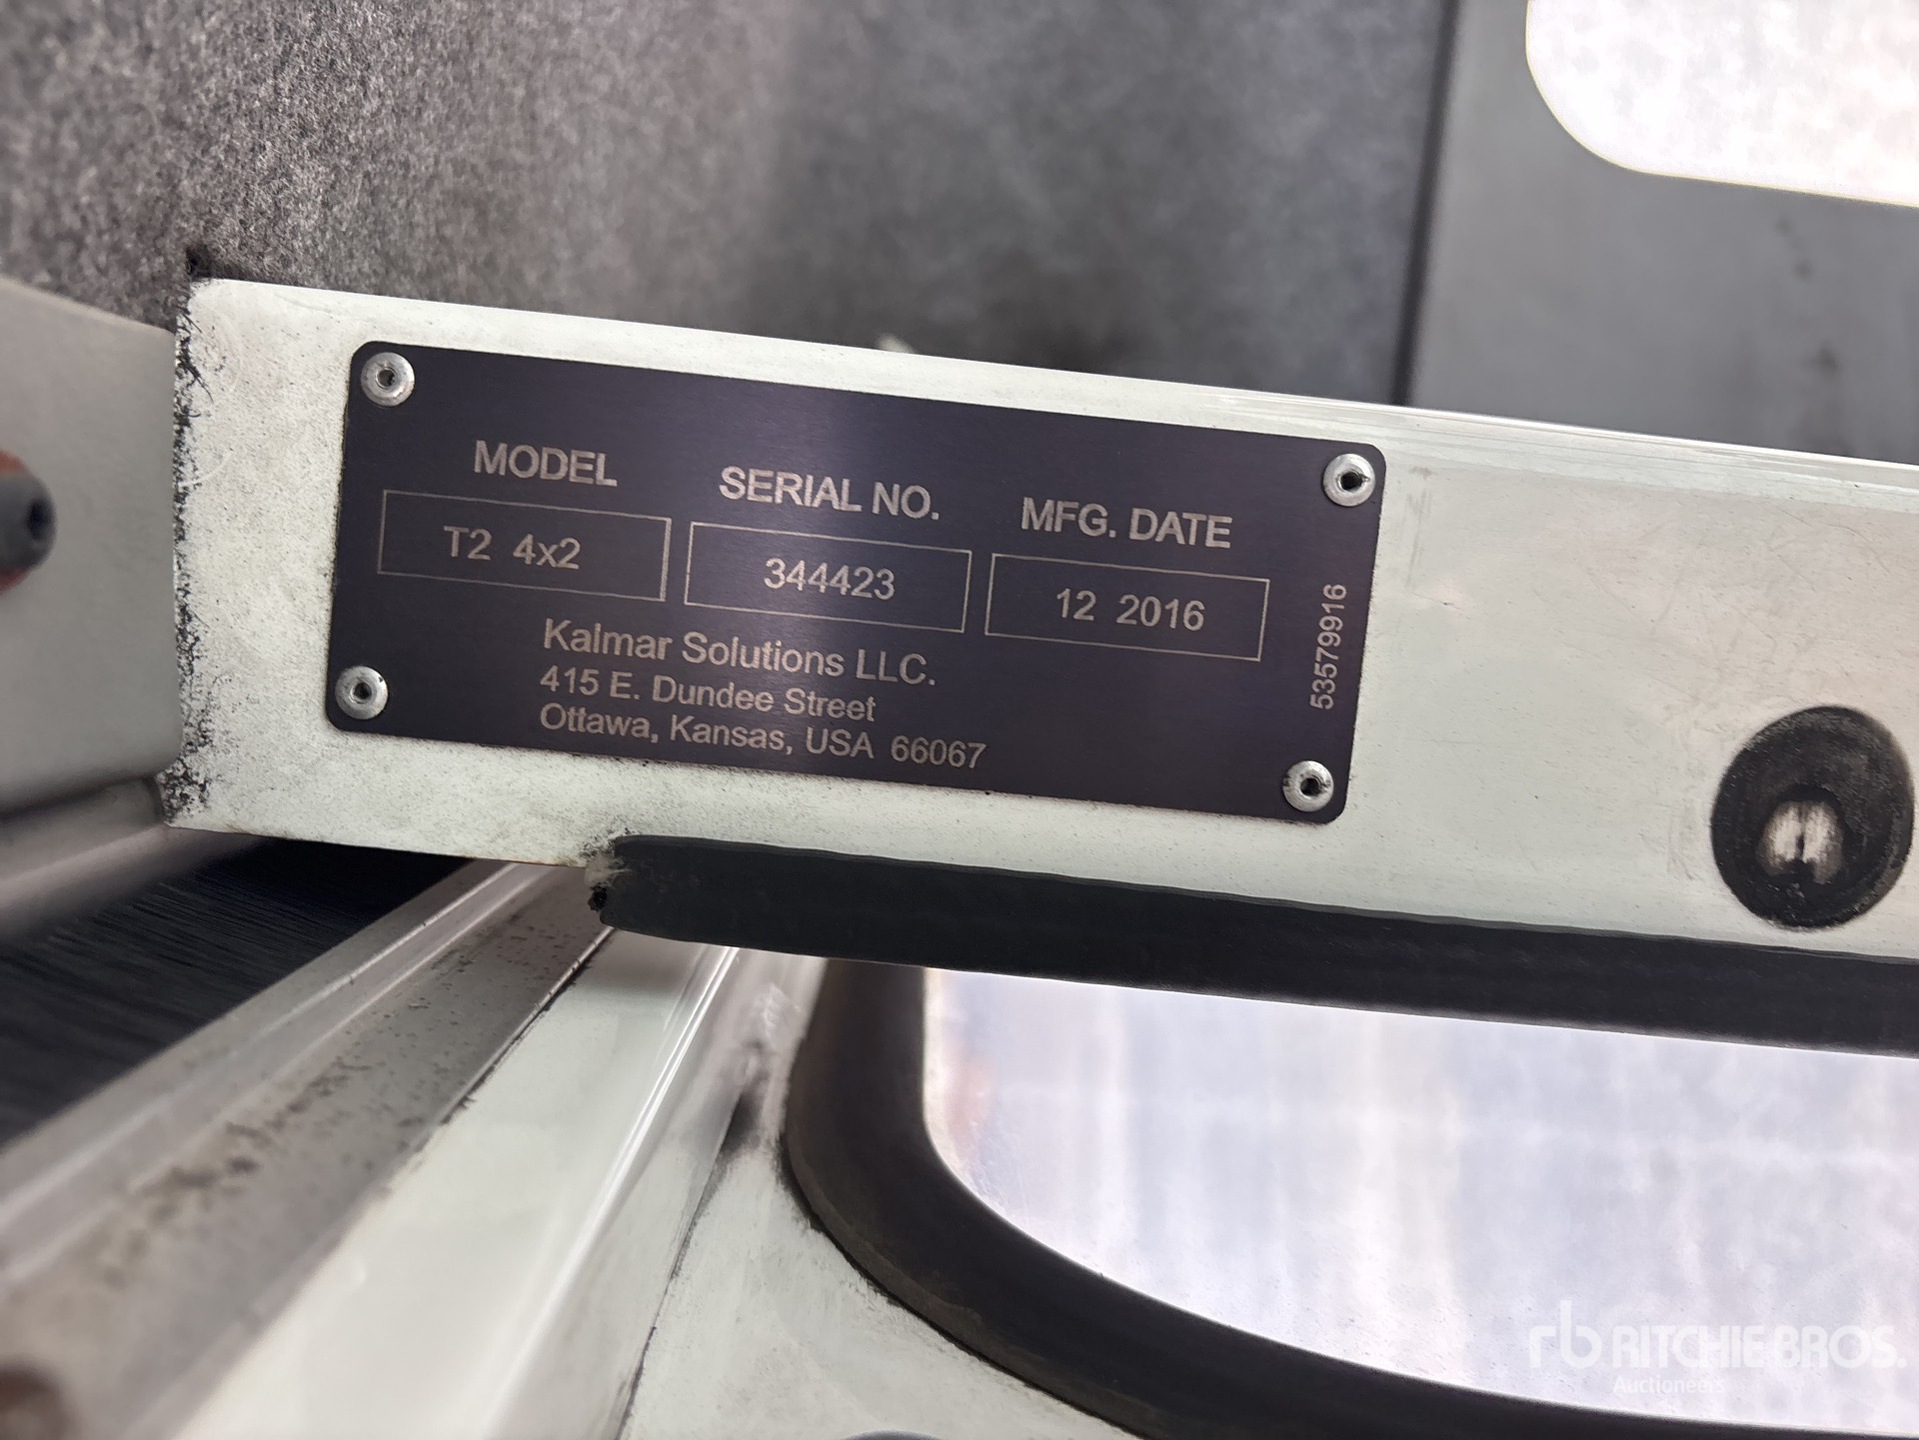 MODEL SERIAL NO. MFG. DATE
T2 4x2 344423 12 2016
Kalmar Solutions LLC.
415 E. Dundee Street
Ottawa, Kansas, USA 66067
53579916
rb RITCHIE BROS.
Auctioneers